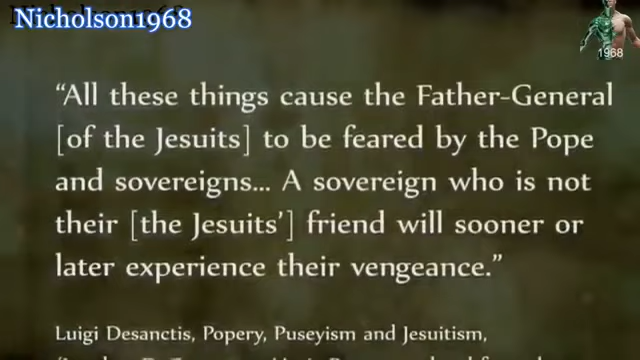 Nicholson1968
1968
“All these things cause the Father-General
[of the Jesuits] to be feared by the Pope
and sovereigns... A sovereign who is not
their [the Jesuits’] friend will sooner or
later experience their vengeance.”
Luigi Desanctis, Popery, Puseyism and Jesuitism,